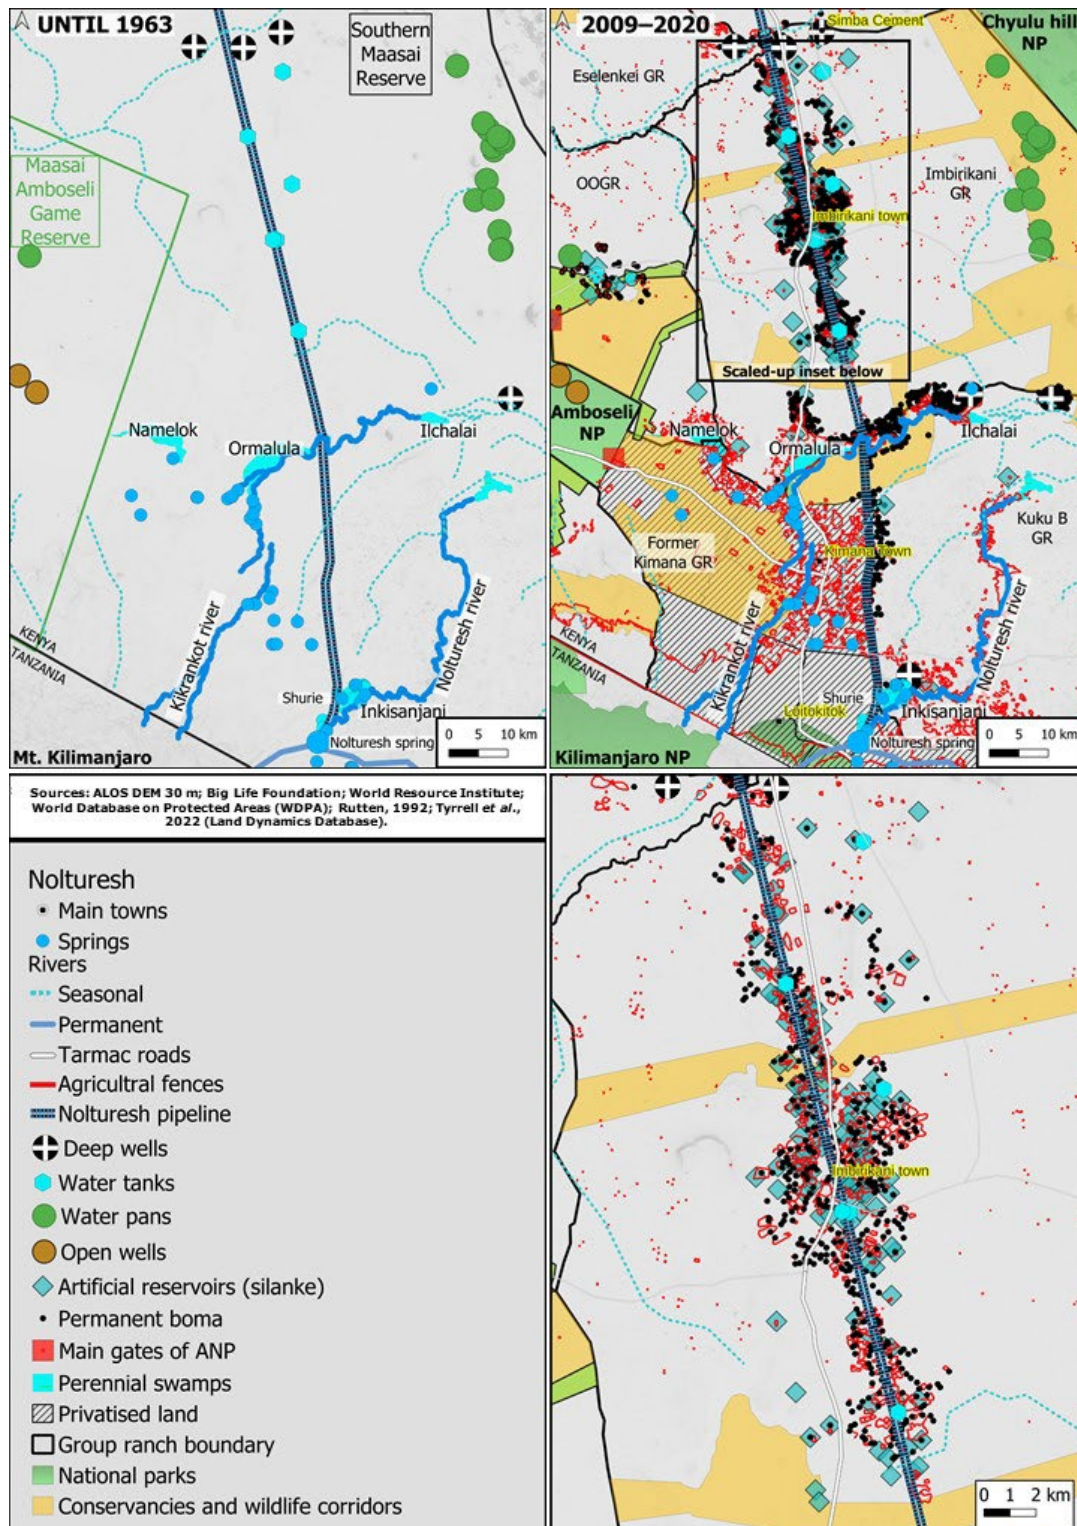 UNTIL 1963
Southern
Maasai
Reserve
Maasai
Amboseli
Game
Reserve
Namelok
Ormalula
Ilchalai
Kikrankot river
Nolturesh river
KENYA
TANZANIA
Shurie
Inkisanjani
Nolturesh spring
Mt. Kilimanjaro
0 5 10 km
2009–2020
Simba Cement
Chyulu hill
NP
Eselenkei GR
OOGR
Imbirikani
GR
Imbirikani town
Scaled-up inset below
Amboseli
NP
Namelok
Ormalula
Ilchalai
Kuku B
GR
Former
Kimana GR
Kimana Town
Kikrankot river
Nolturesh river
KENYA
TANZANIA
Shurie
Loitokitok
Inkisanjani
Nolturesh spring
Kilimanjaro NP
0 5 10 km
Sources: ALOS DEM 30 m; Big Life Foundation; World Resource Institute;
World Database on Protected Areas (WDPA); Rutten, 1992; Tyrrell et al.,
2022 (Land Dynamics Database).
Nolturesh
Main towns
Springs
Rivers
Seasonal
Permanent
Tarmac roads
Agricultral fences
Nolturesh pipeline
Deep wells
Water tanks
Water pans
Open wells
Artificial reservoirs (silanke)
Permanent boma
Main gates of ANP
Perennial swamps
Privatised land
Group ranch boundary
National parks
Conservancies and wildlife corridors
Imbirikani town
0 1 2 km